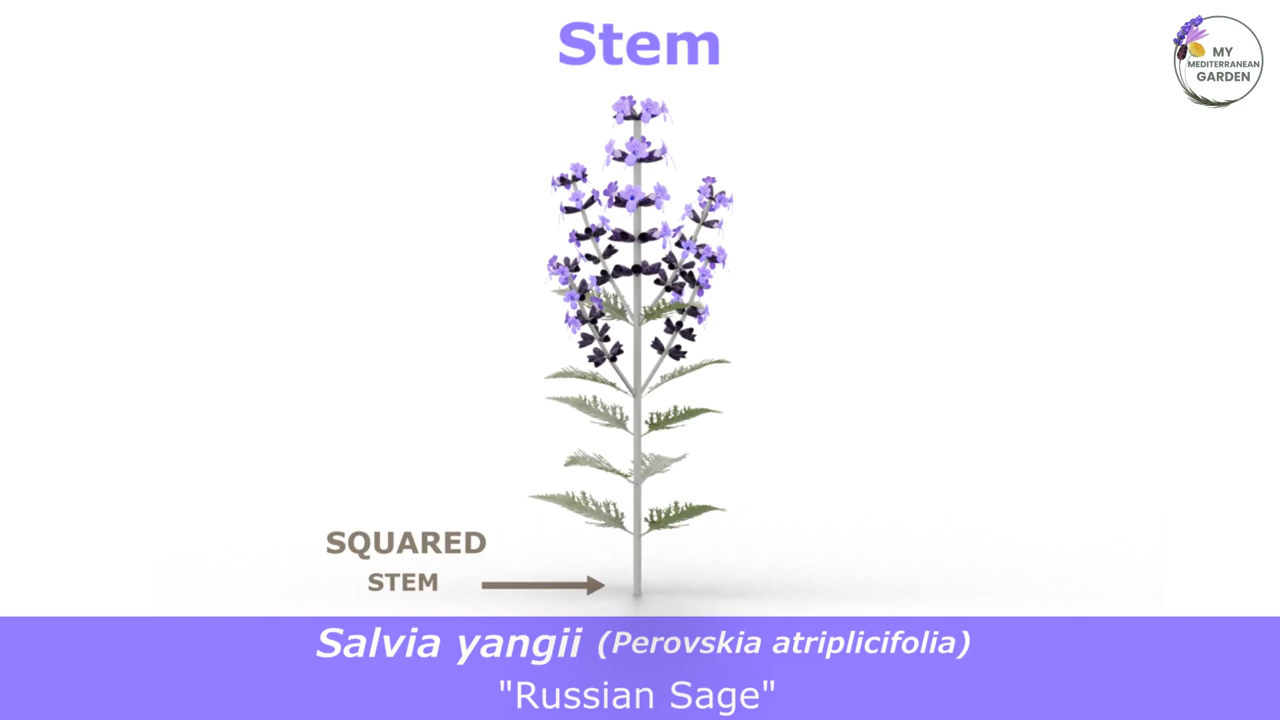 Stem
MY
MEDITERRANEAN
GARDEN
SQUARED
STEM
Salvia yangii (Perovskia atriplicifolia)
"Russian Sage"